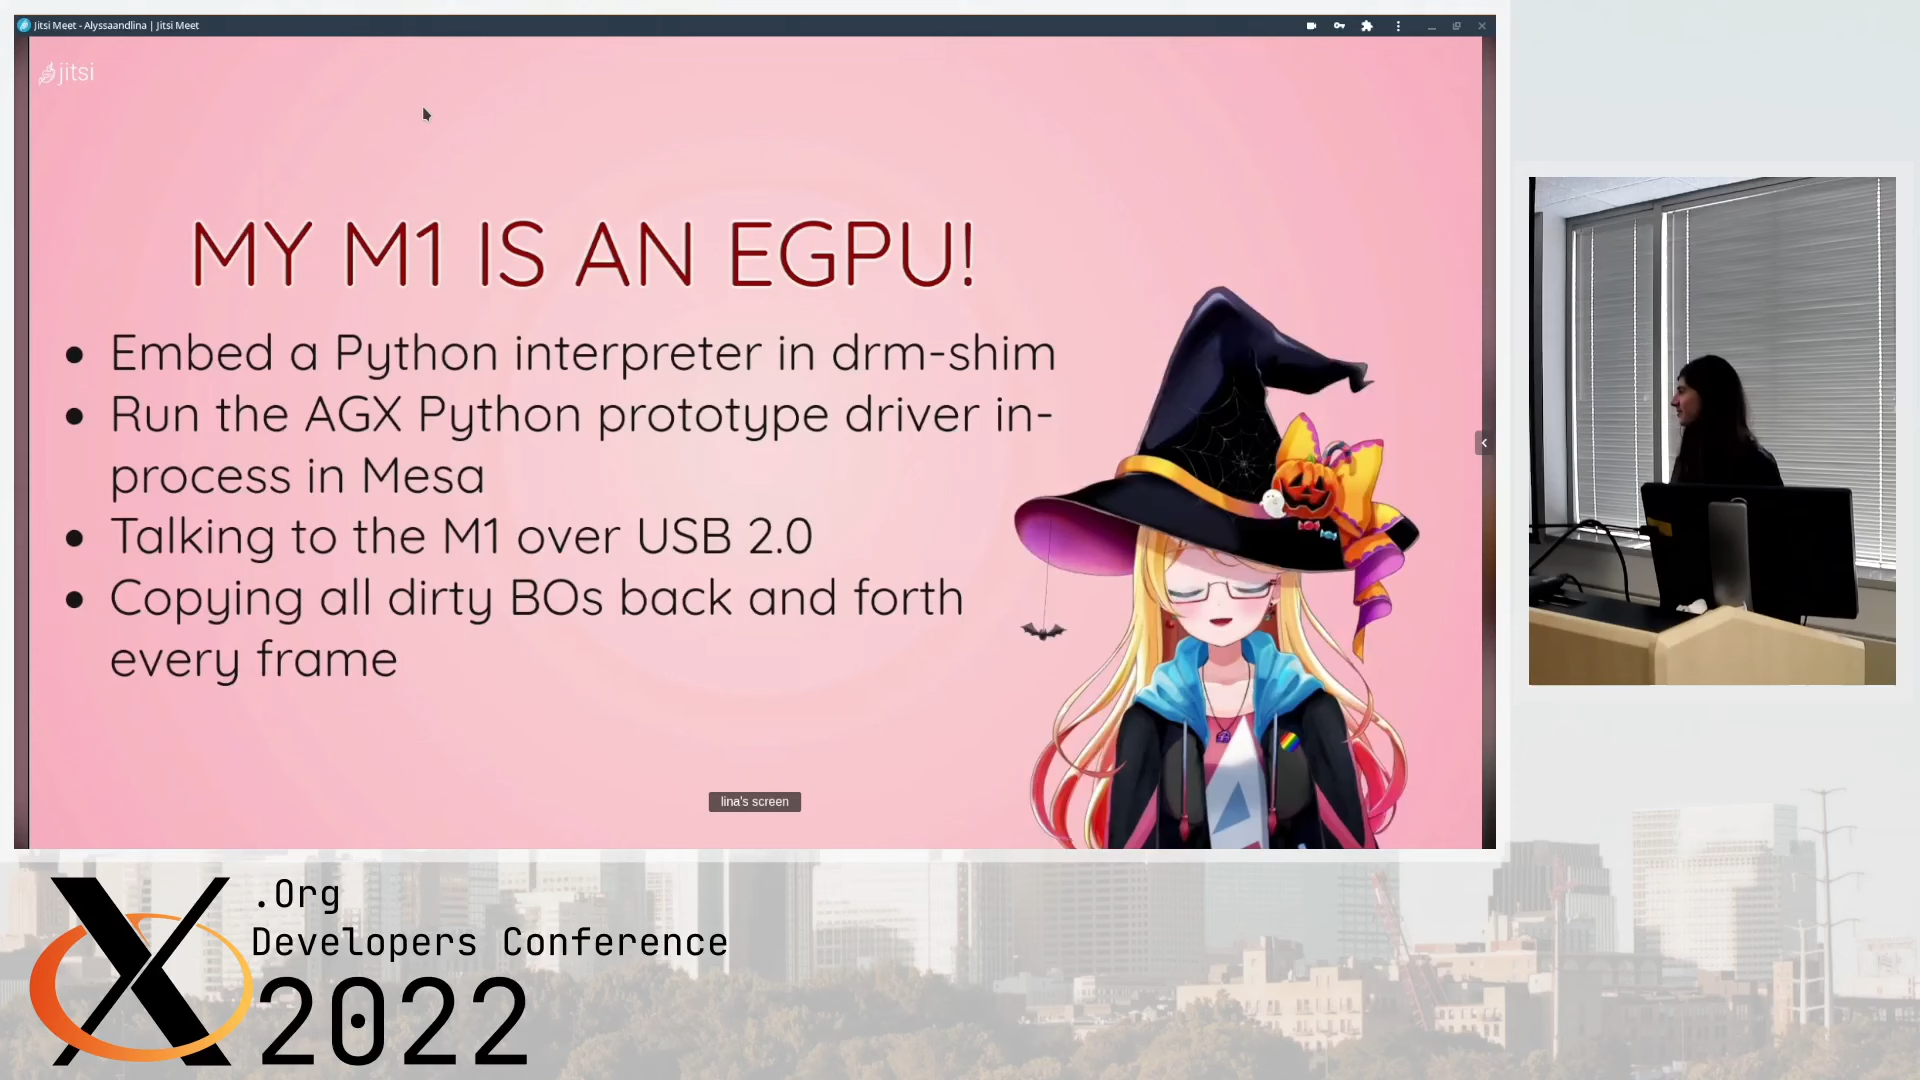 Jitsi Meet - Alyssaandlina | Jitsi Meet
jitsi
MY M1 IS AN EGPU!
• Embed a Python interpreter in drm-shim
• Run the AGX Python prototype driver in-
process in Mesa
• Talking to the M1 over USB 2.0
• Copying all dirty BOs back and forth
every frame
lina's screen
X
.Org
Developers Conference
2022